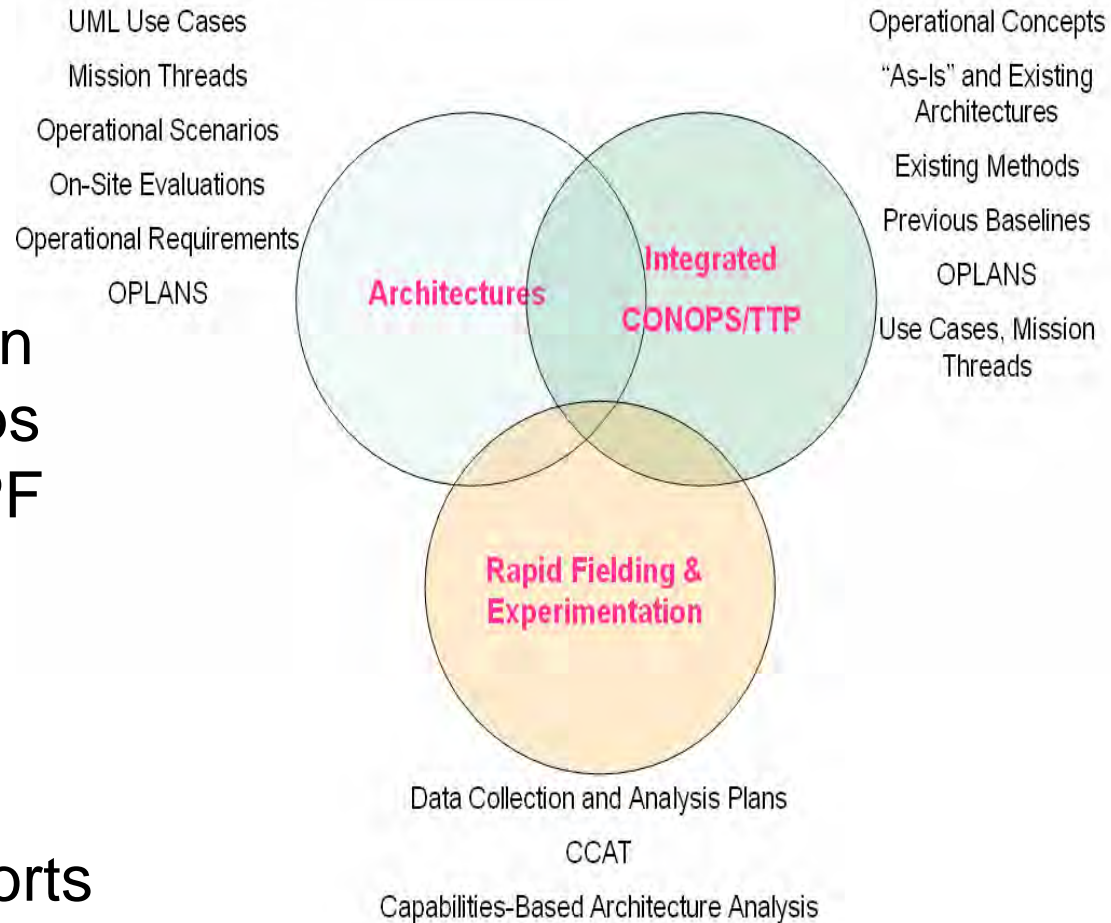 UML Use Cases
Mission Threads
Operational Scenarios
On-Site Evaluations
Operational Requirements
OPLANS
Operational Concepts
“As-Is” and Existing
Architectures
Existing Methods
Previous Baselines
OPLANS
Use Cases, Mission
Threads
Architectures
Integrated
CONOPS/TTP
Rapid Fielding &
Experimentation
Data Collection and Analysis Plans
CCAT
Capabilities-Based Architecture Analysis